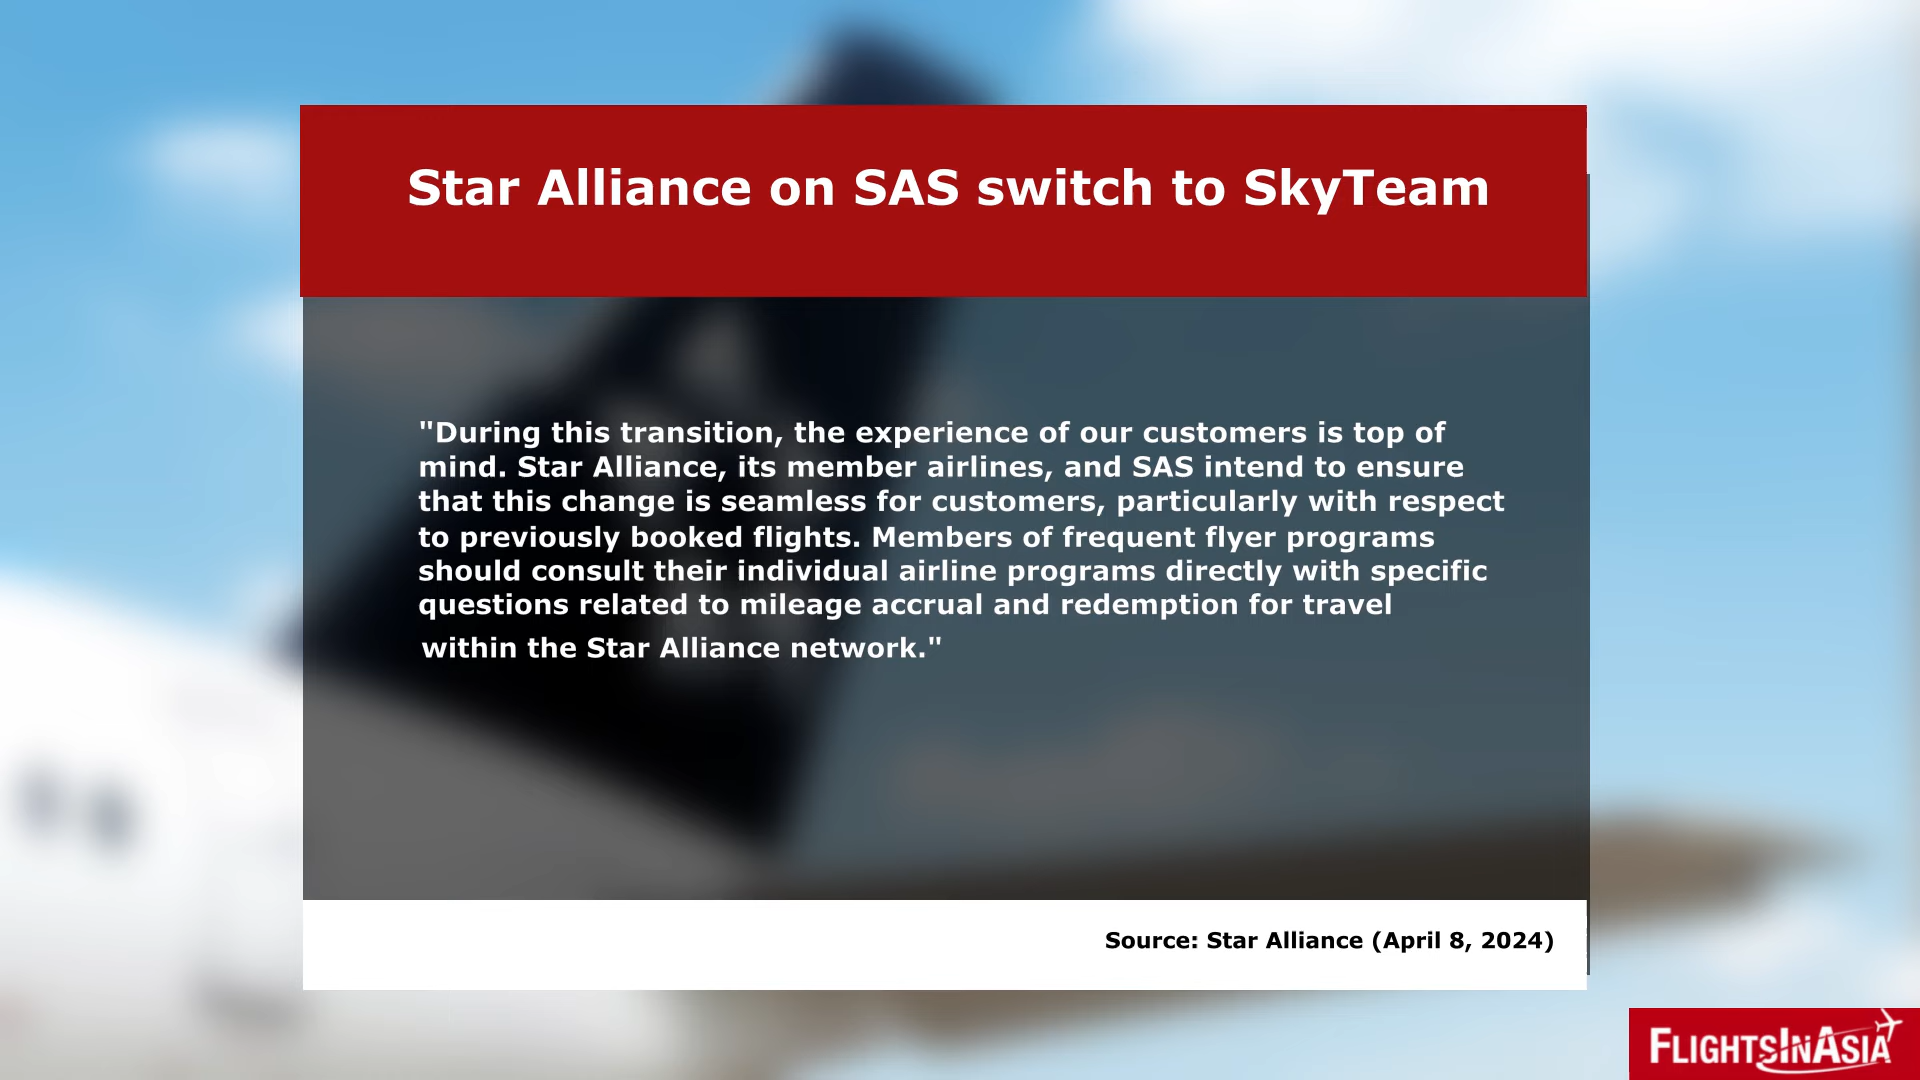 Star Alliance on SAS switch to SkyTeam
"During this transition, the experience of our customers is top of
mind. Star Alliance, its member airlines, and SAS intend to ensure
that this change is seamless for customers, particularly with respect
to previously booked flights. Members of frequent flyer programs
should consult their individual airline programs directly with specific
questions related to mileage accrual and redemption for travel
within the Star Alliance network."
Source: Star Alliance (April 8, 2024)
FLIGHTSINASIA